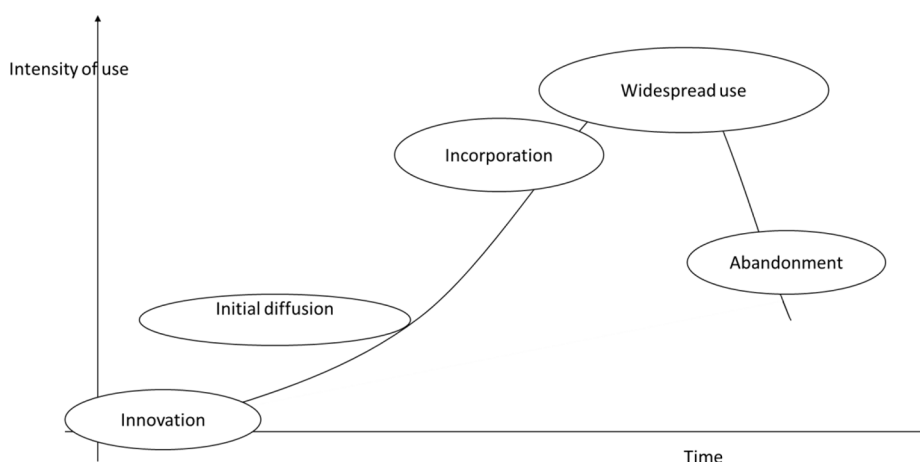 Intensity of use
Widespread use
Incorporation
Abandonment
Initial diffusion
Innovation
Time